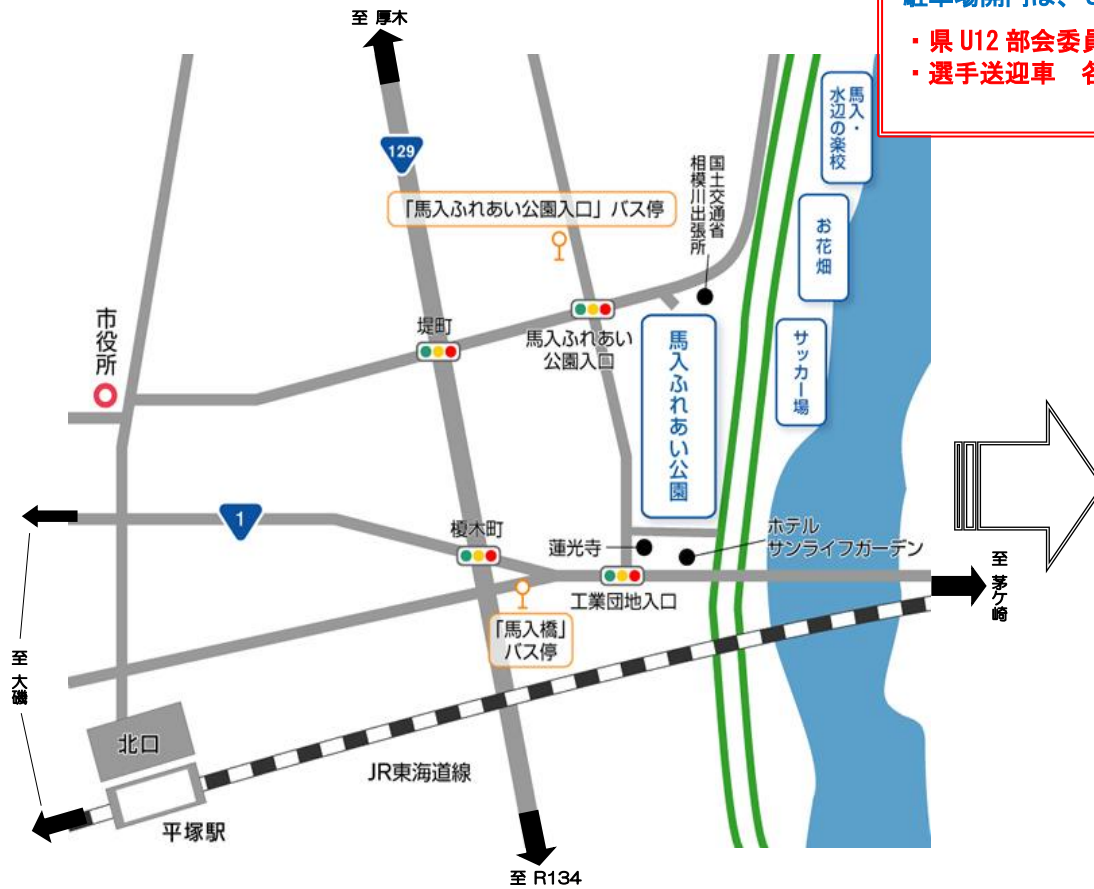 至 厚木
駐車場開門は、
・県 U12 部会委員
・選手送迎車 各
馬入・
水辺の楽校
129
国土交通省
相模川出張所
「馬入ふれあい公園入口」バス停
お花畑
市役所
堤町
馬入ふれあい
公園入口
馬入ふれあい公園
サッカー場
1
榎木町
蓮光寺
ホテル
サンライフガーデン
工業団地入口
至 茅ケ崎
「馬入橋」
バス停
至 大磯
北口
JR東海道線
平塚駅
至 R134